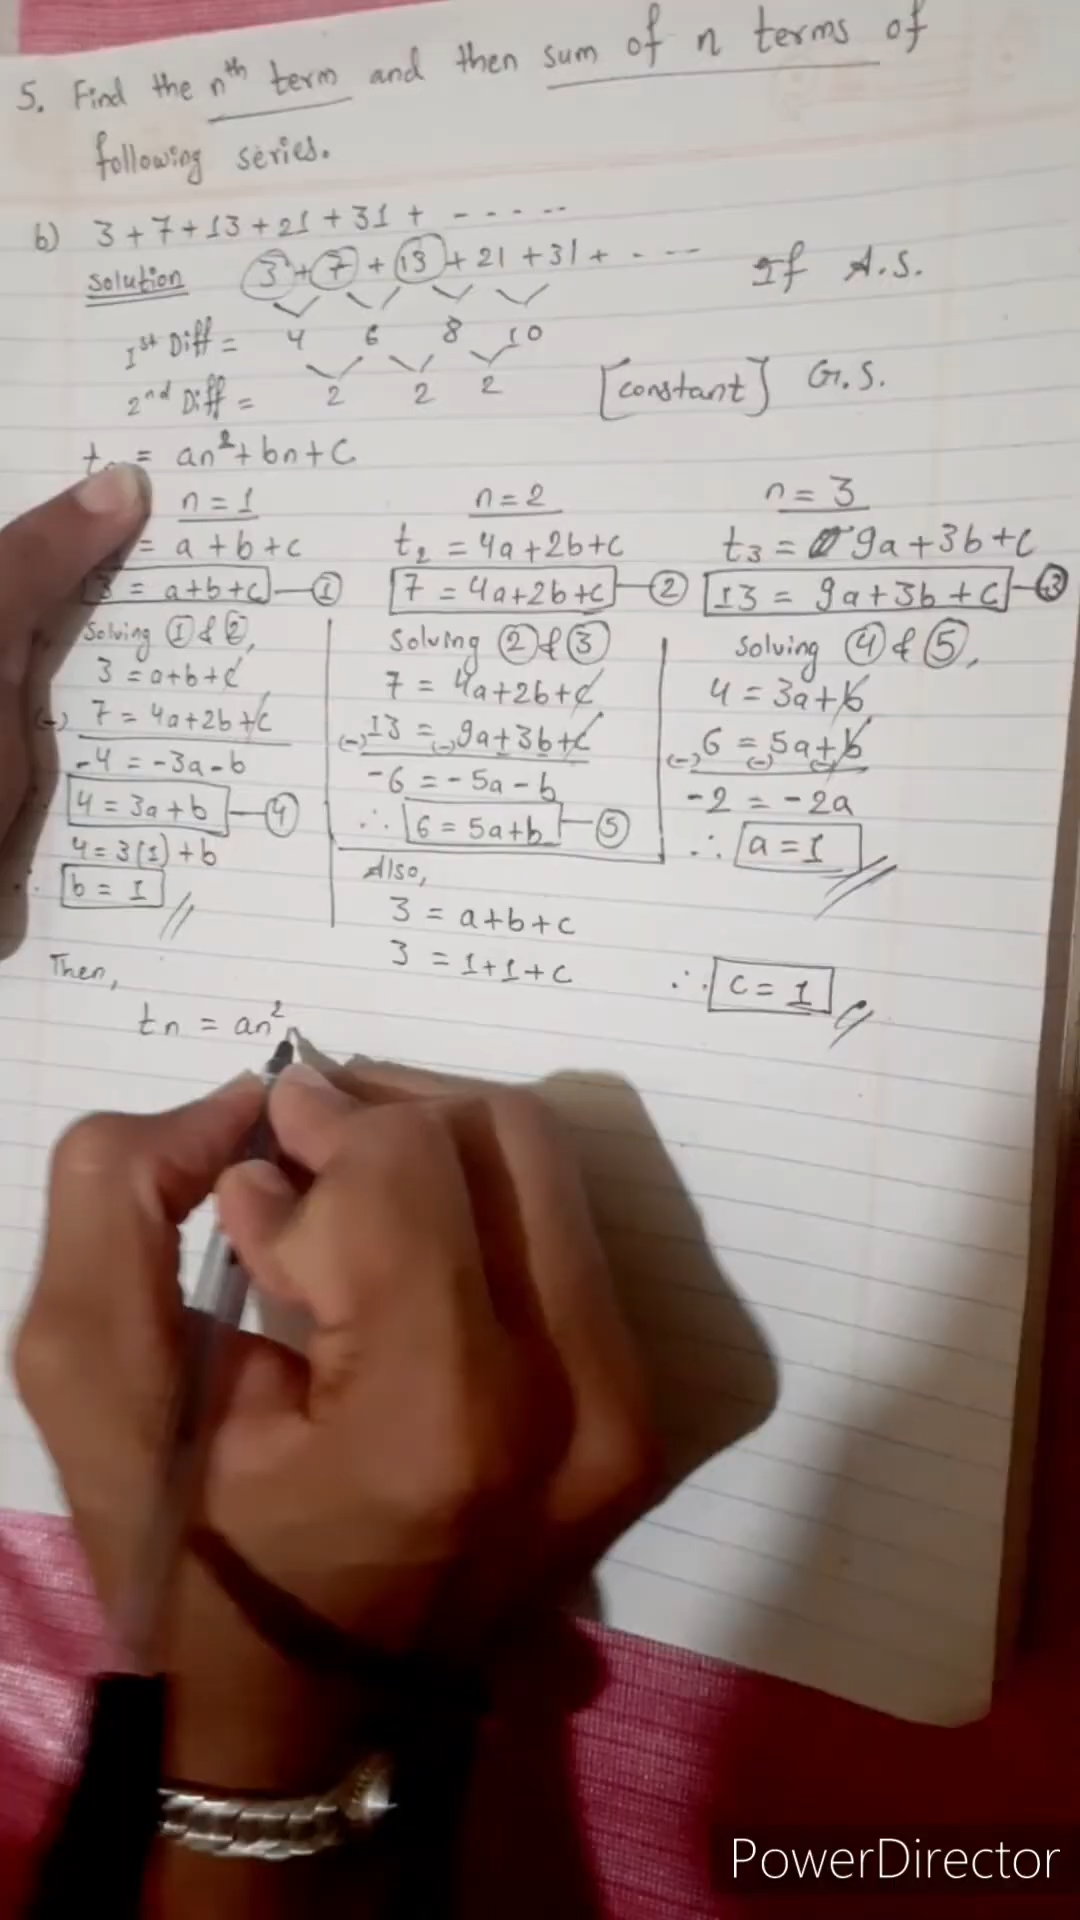 5. Find the nth term and then sum of n terms of
following series.
b) 3 + 7 + 13 + 21 + 31 + - - - - -
Solution 3 + 7 + 13 + 21 + 31 + - - - If A.S.
1st Diff = 4 6 8 10
2nd Diff = 2 2 2 [constant] G.S.
t = an² + bn + c
n = 1 n = 2 n = 3
= a + b + c t₂ = 4a + 2b + c t₃ = 9a + 3b + c
3 = a + b + c — ① 7 = 4a + 2b + c — ② 13 = 9a + 3b + c — ③
Solving ① & ②, Solving ② & ③ Solving ④ & ⑤,
3 = a + b + c 7 = 4a + 2b + c 4 = 3a + b
(-) 7 = 4a + 2b + c (-) 13 = (-) 9a + 3b + c (-) 6 = (-) 5a + (-) b
-4 = -3a - b -6 = -5a - b -2 = -2a
4 = 3a + b — ④ ∴ 6 = 5a + b — ⑤ ∴ a = 1
4 = 3(1) + b Also,
∴ b = 1 3 = a + b + c
3 = 1 + 1 + c ∴ c = 1
Then,
tn = an²
PowerDirector